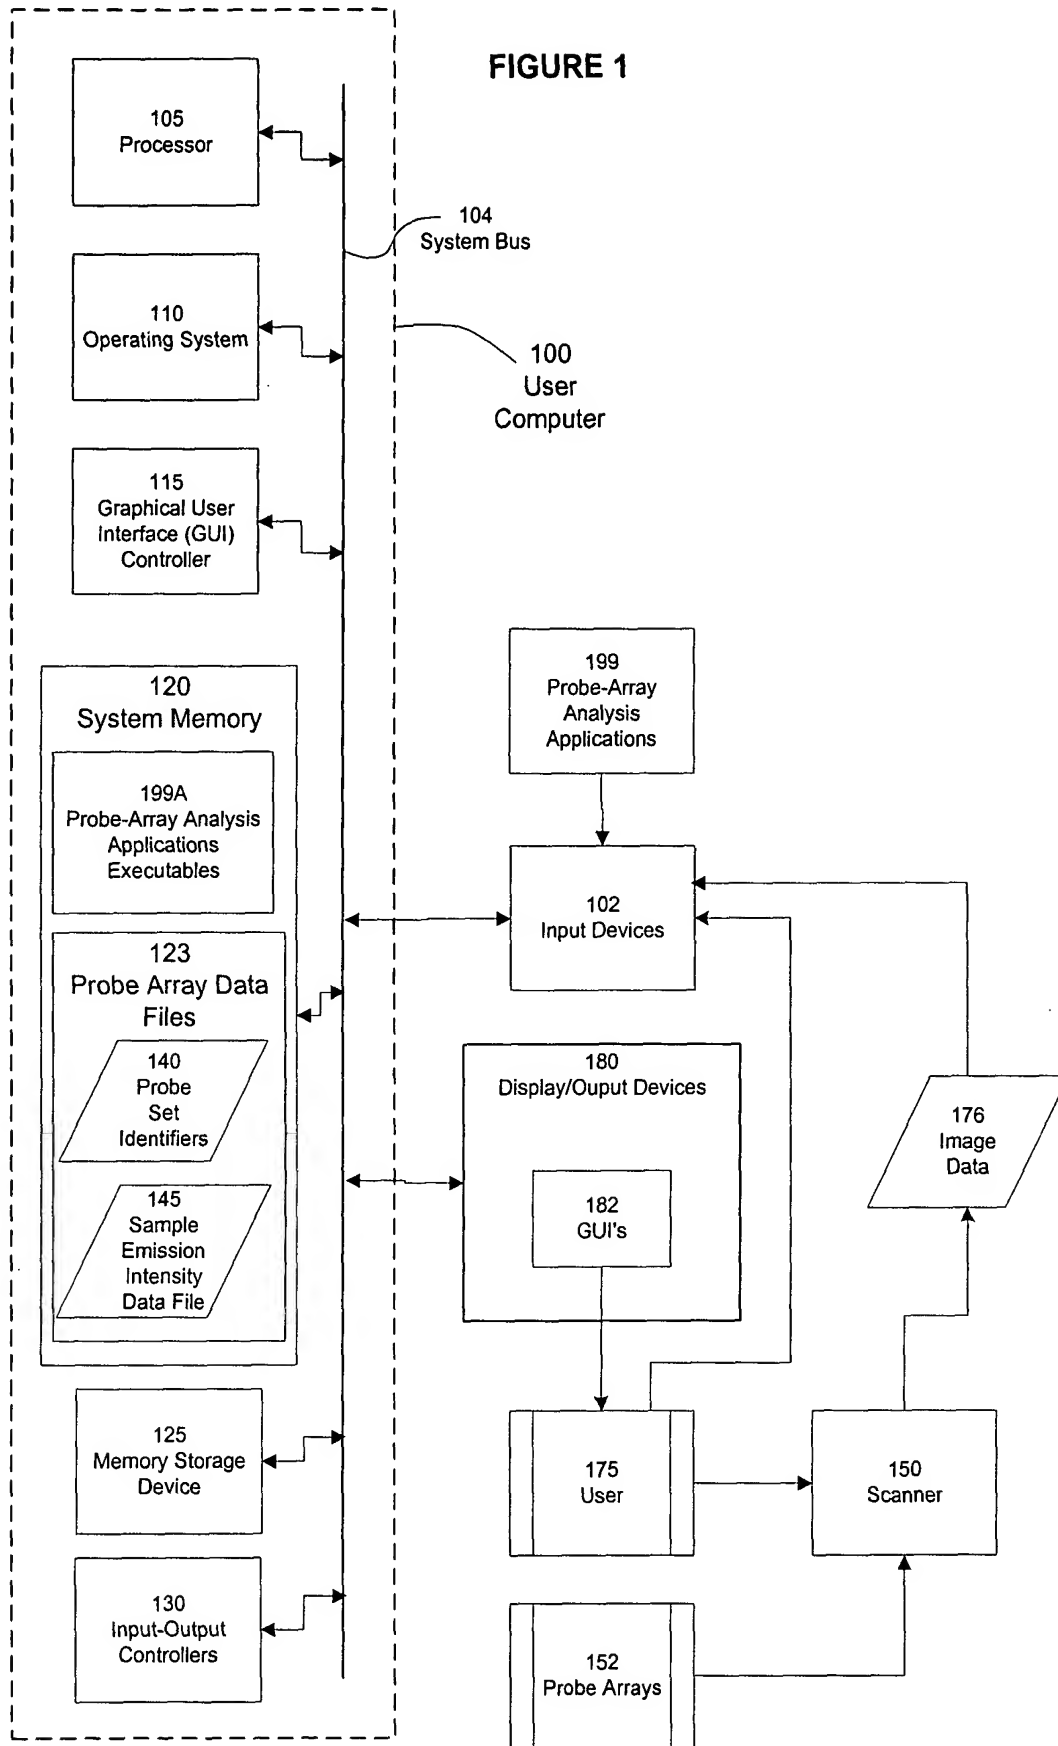 FIGURE 1
105
Processor
104
System Bus
110
Operating System
100
User
Computer
115
Graphical User
Interface (GUI)
Controller
120
System Memory
199A
Probe-Array Analysis
Applications
Executables
123
Probe Array Data
Files
140
Probe
Set
Identifiers
145
Sample
Emission
Intensity
Data File
125
Memory Storage
Device
130
Input-Output
Controllers
199
Probe-Array
Analysis
Applications
102
Input Devices
180
Display/Ouput Devices
182
GUI's
176
Image
Data
175
User
150
Scanner
152
Probe Arrays